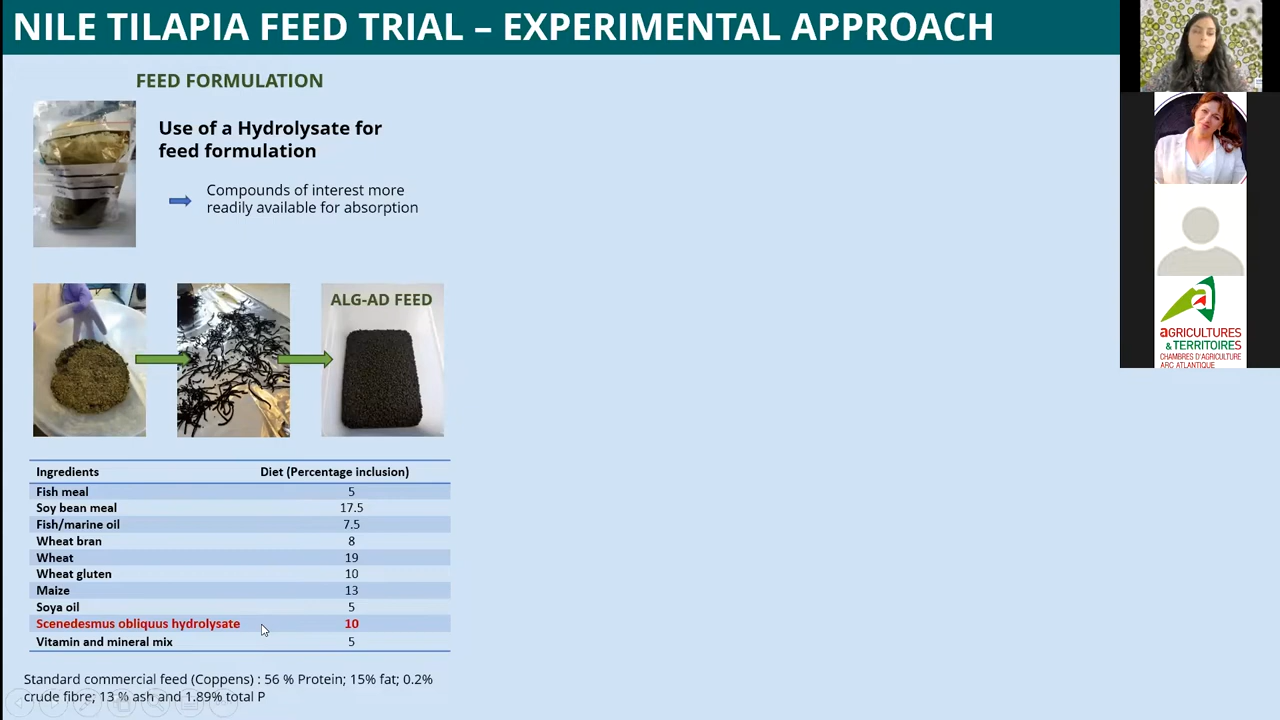 NILE TILAPIA FEED TRIAL – EXPERIMENTAL APPROACH
FEED FORMULATION
Use of a Hydrolysate for
feed formulation
Compounds of interest more
readily available for absorption
ALG-AD FEED
Ingredients Diet (Percentage inclusion)
Fish meal 5
Soy bean meal 17.5
Fish/marine oil 7.5
Wheat bran 8
Wheat 19
Wheat gluten 10
Maize 13
Soya oil 5
Scenedesmus obliquus hydrolysate 10
Vitamin and mineral mix 5
Standard commercial feed (Coppens) : 56 % Protein; 15% fat; 0.2%
crude fibre; 13 % ash and 1.89% total P
aGRICULTURES
& TERRITOIRES
CHAMBRES D'AGRICULTURE
ARC ATLANTIQUE